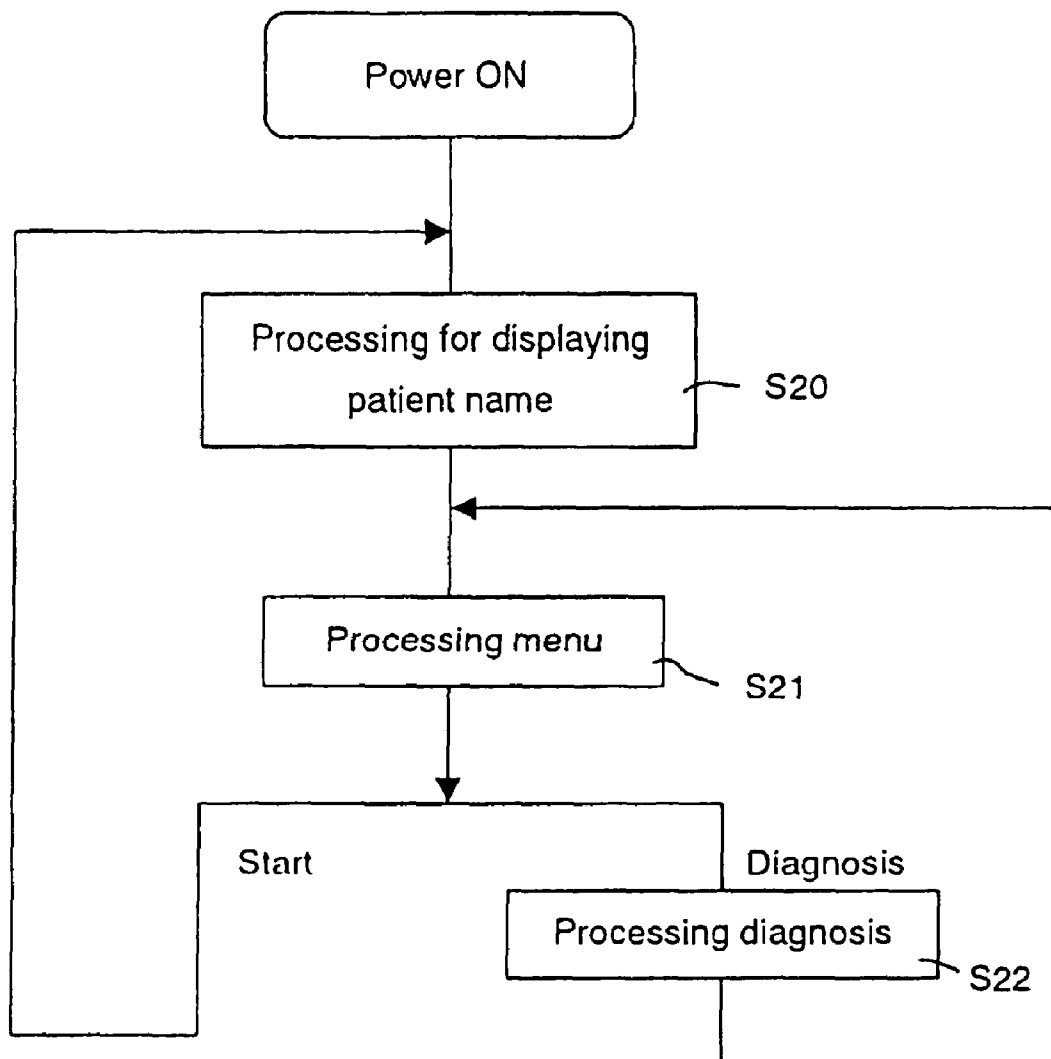 Power ON
Processing for displaying
patient name
S20
Processing menu
S21
Start
Diagnosis
Processing diagnosis
S22